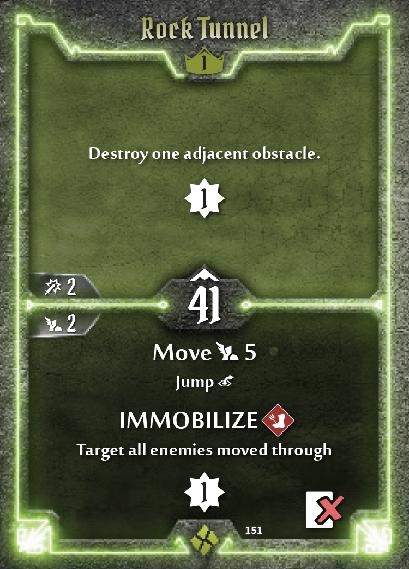 Rock Tunnel
1
Destroy one adjacent obstacle.
1
2
41
2
Move 5
Jump
IMMOBILIZE
Target all enemies moved through
1
151